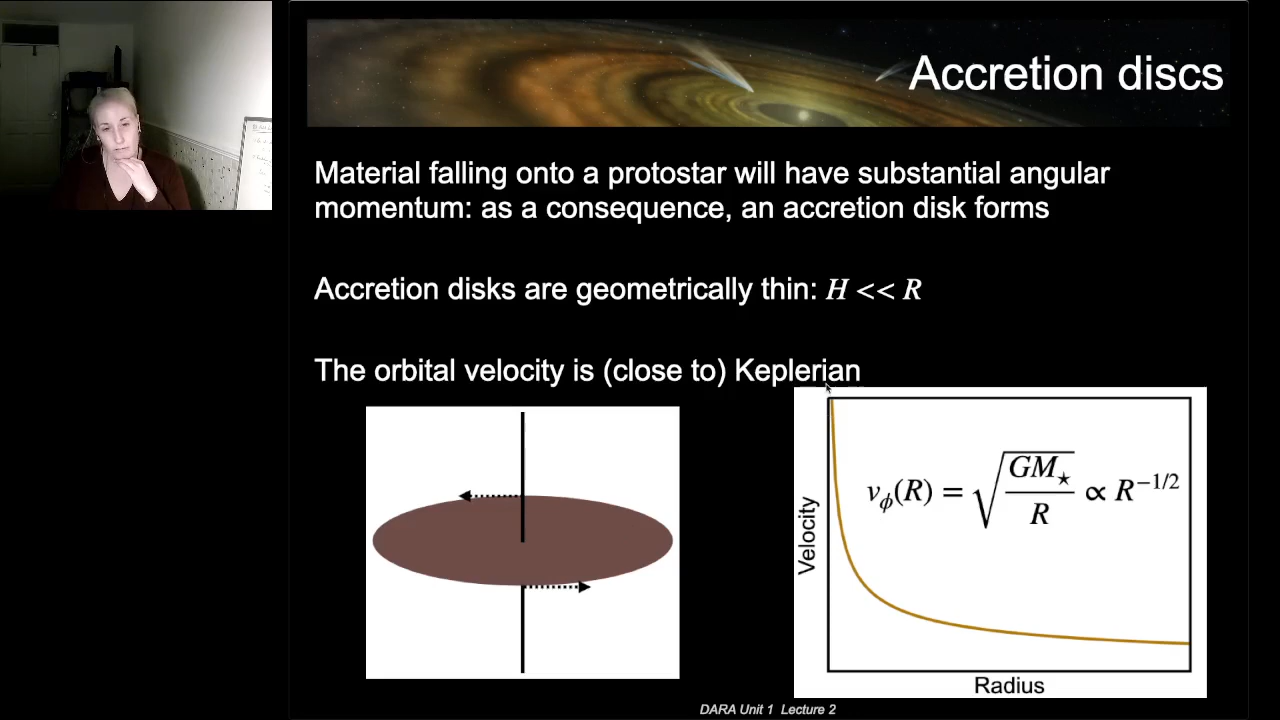 Accretion discs
Material falling onto a protostar will have substantial angular
momentum: as a consequence, an accretion disk forms
Accretion disks are geometrically thin: H << R
The orbital velocity is (close to) Keplerian
v_ϕ(R) = √(GM⋆/R) ∝ R^{-1/2}
Velocity
Radius
DARA Unit 1 Lecture 2